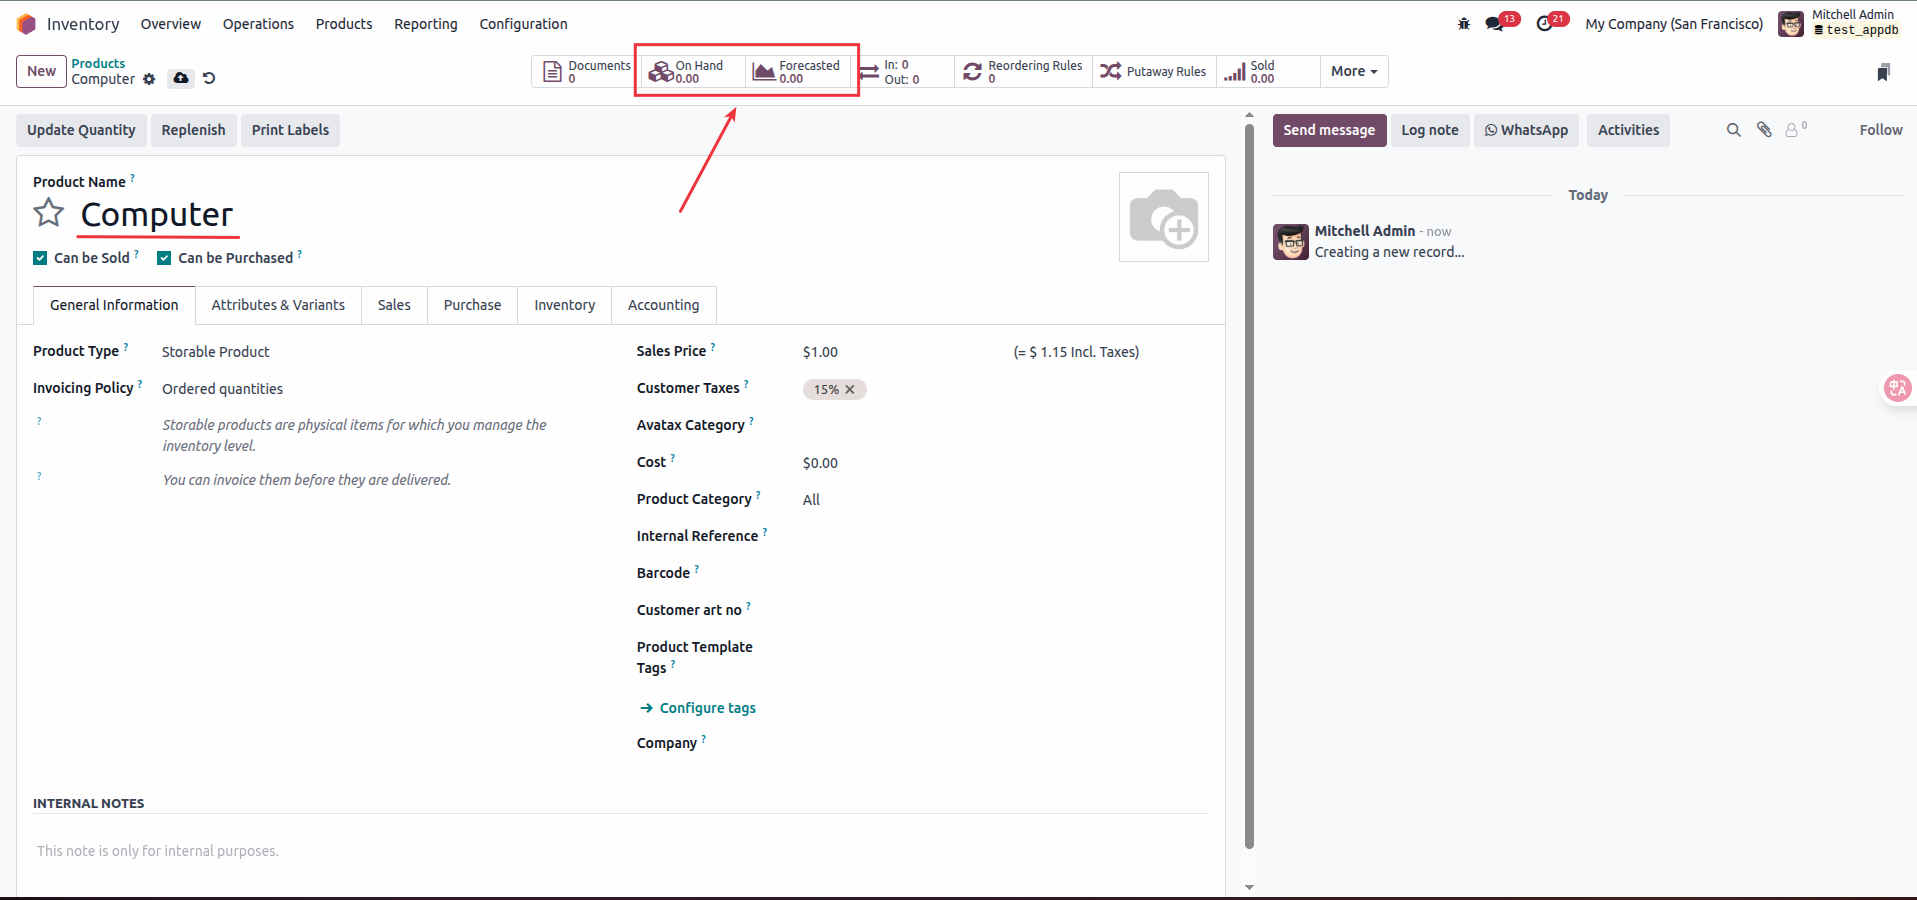 Inventory Overview Operations Products Reporting Configuration 13 21 My Company (San Francisco) Mitchell Admin
test_appdb
New Products
Computer
Documents
0
On Hand
0.00
Forecasted
0.00
In: 0
Out: 0
Reordering Rules
0
Putaway Rules
Sold
0.00
More
Update Quantity Replenish Print Labels
Send message Log note WhatsApp Activities 0 Follow
Product Name ?
Computer
Can be Sold ? Can be Purchased ?
General Information Attributes & Variants Sales Purchase Inventory Accounting
Product Type ? Storable Product
Invoicing Policy ? Ordered quantities
? Storable products are physical items for which you manage the
inventory level.
? You can invoice them before they are delivered.
Sales Price ? $1.00 (= $ 1.15 Incl. Taxes)
Customer Taxes ? 15% ×
Avatax Category ?
Cost ? $0.00
Product Category ? All
Internal Reference ?
Barcode ?
Customer art no ?
Product Template
Tags ?
→ Configure tags
Company ?
INTERNAL NOTES
This note is only for internal purposes.
Today
Mitchell Admin - now
Creating a new record...
中A